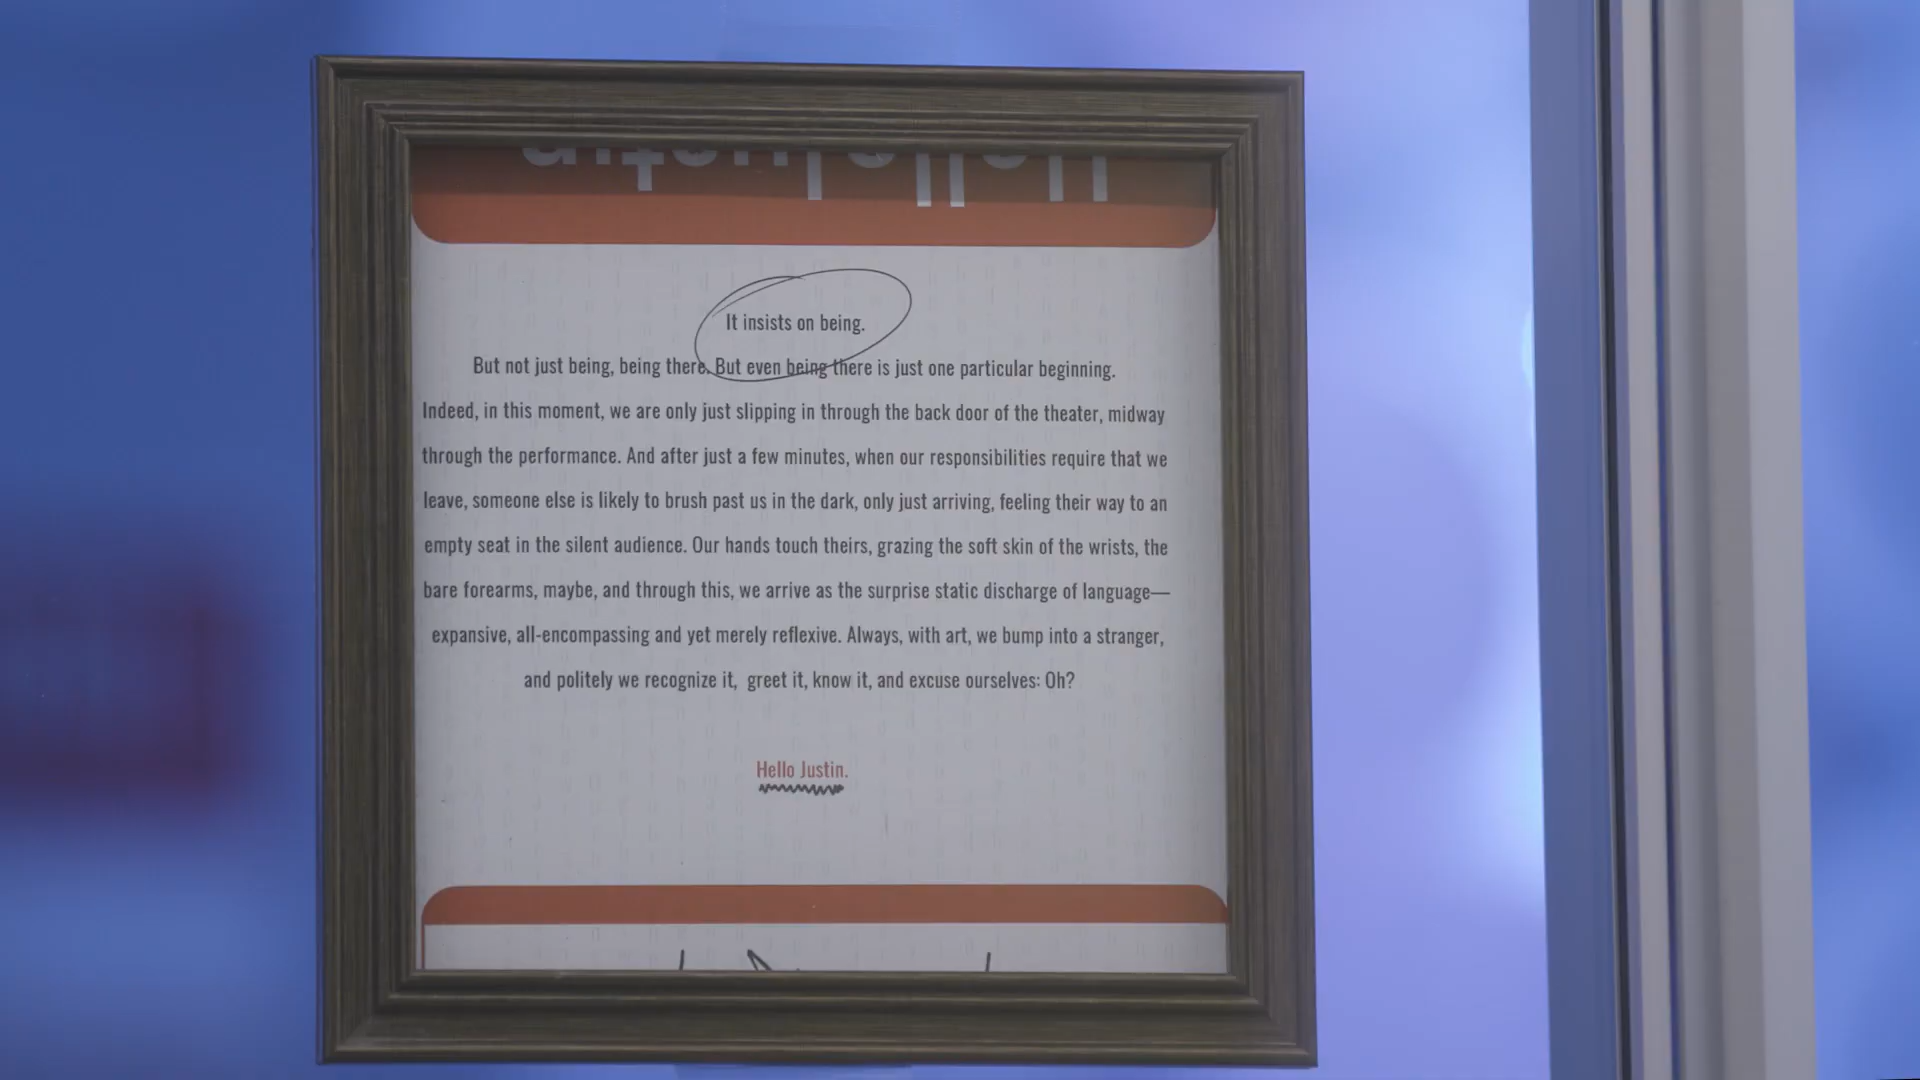 It insists on being.
But not just being, being there. But even being there is just one particular beginning.
Indeed, in this moment, we are only just slipping in through the back door of the theater, midway
through the performance. And after just a few minutes, when our responsibilities require that we
leave, someone else is likely to brush past us in the dark, only just arriving, feeling their way to an
empty seat in the silent audience. Our hands touch theirs, grazing the soft skin of the wrists, the
bare forearms, maybe, and through this, we arrive as the surprise static discharge of language—
expansive, all-encompassing and yet merely reflexive. Always, with art, we bump into a stranger,
and politely we recognize it, greet it, know it, and excuse ourselves: Oh?
Hello Justin.